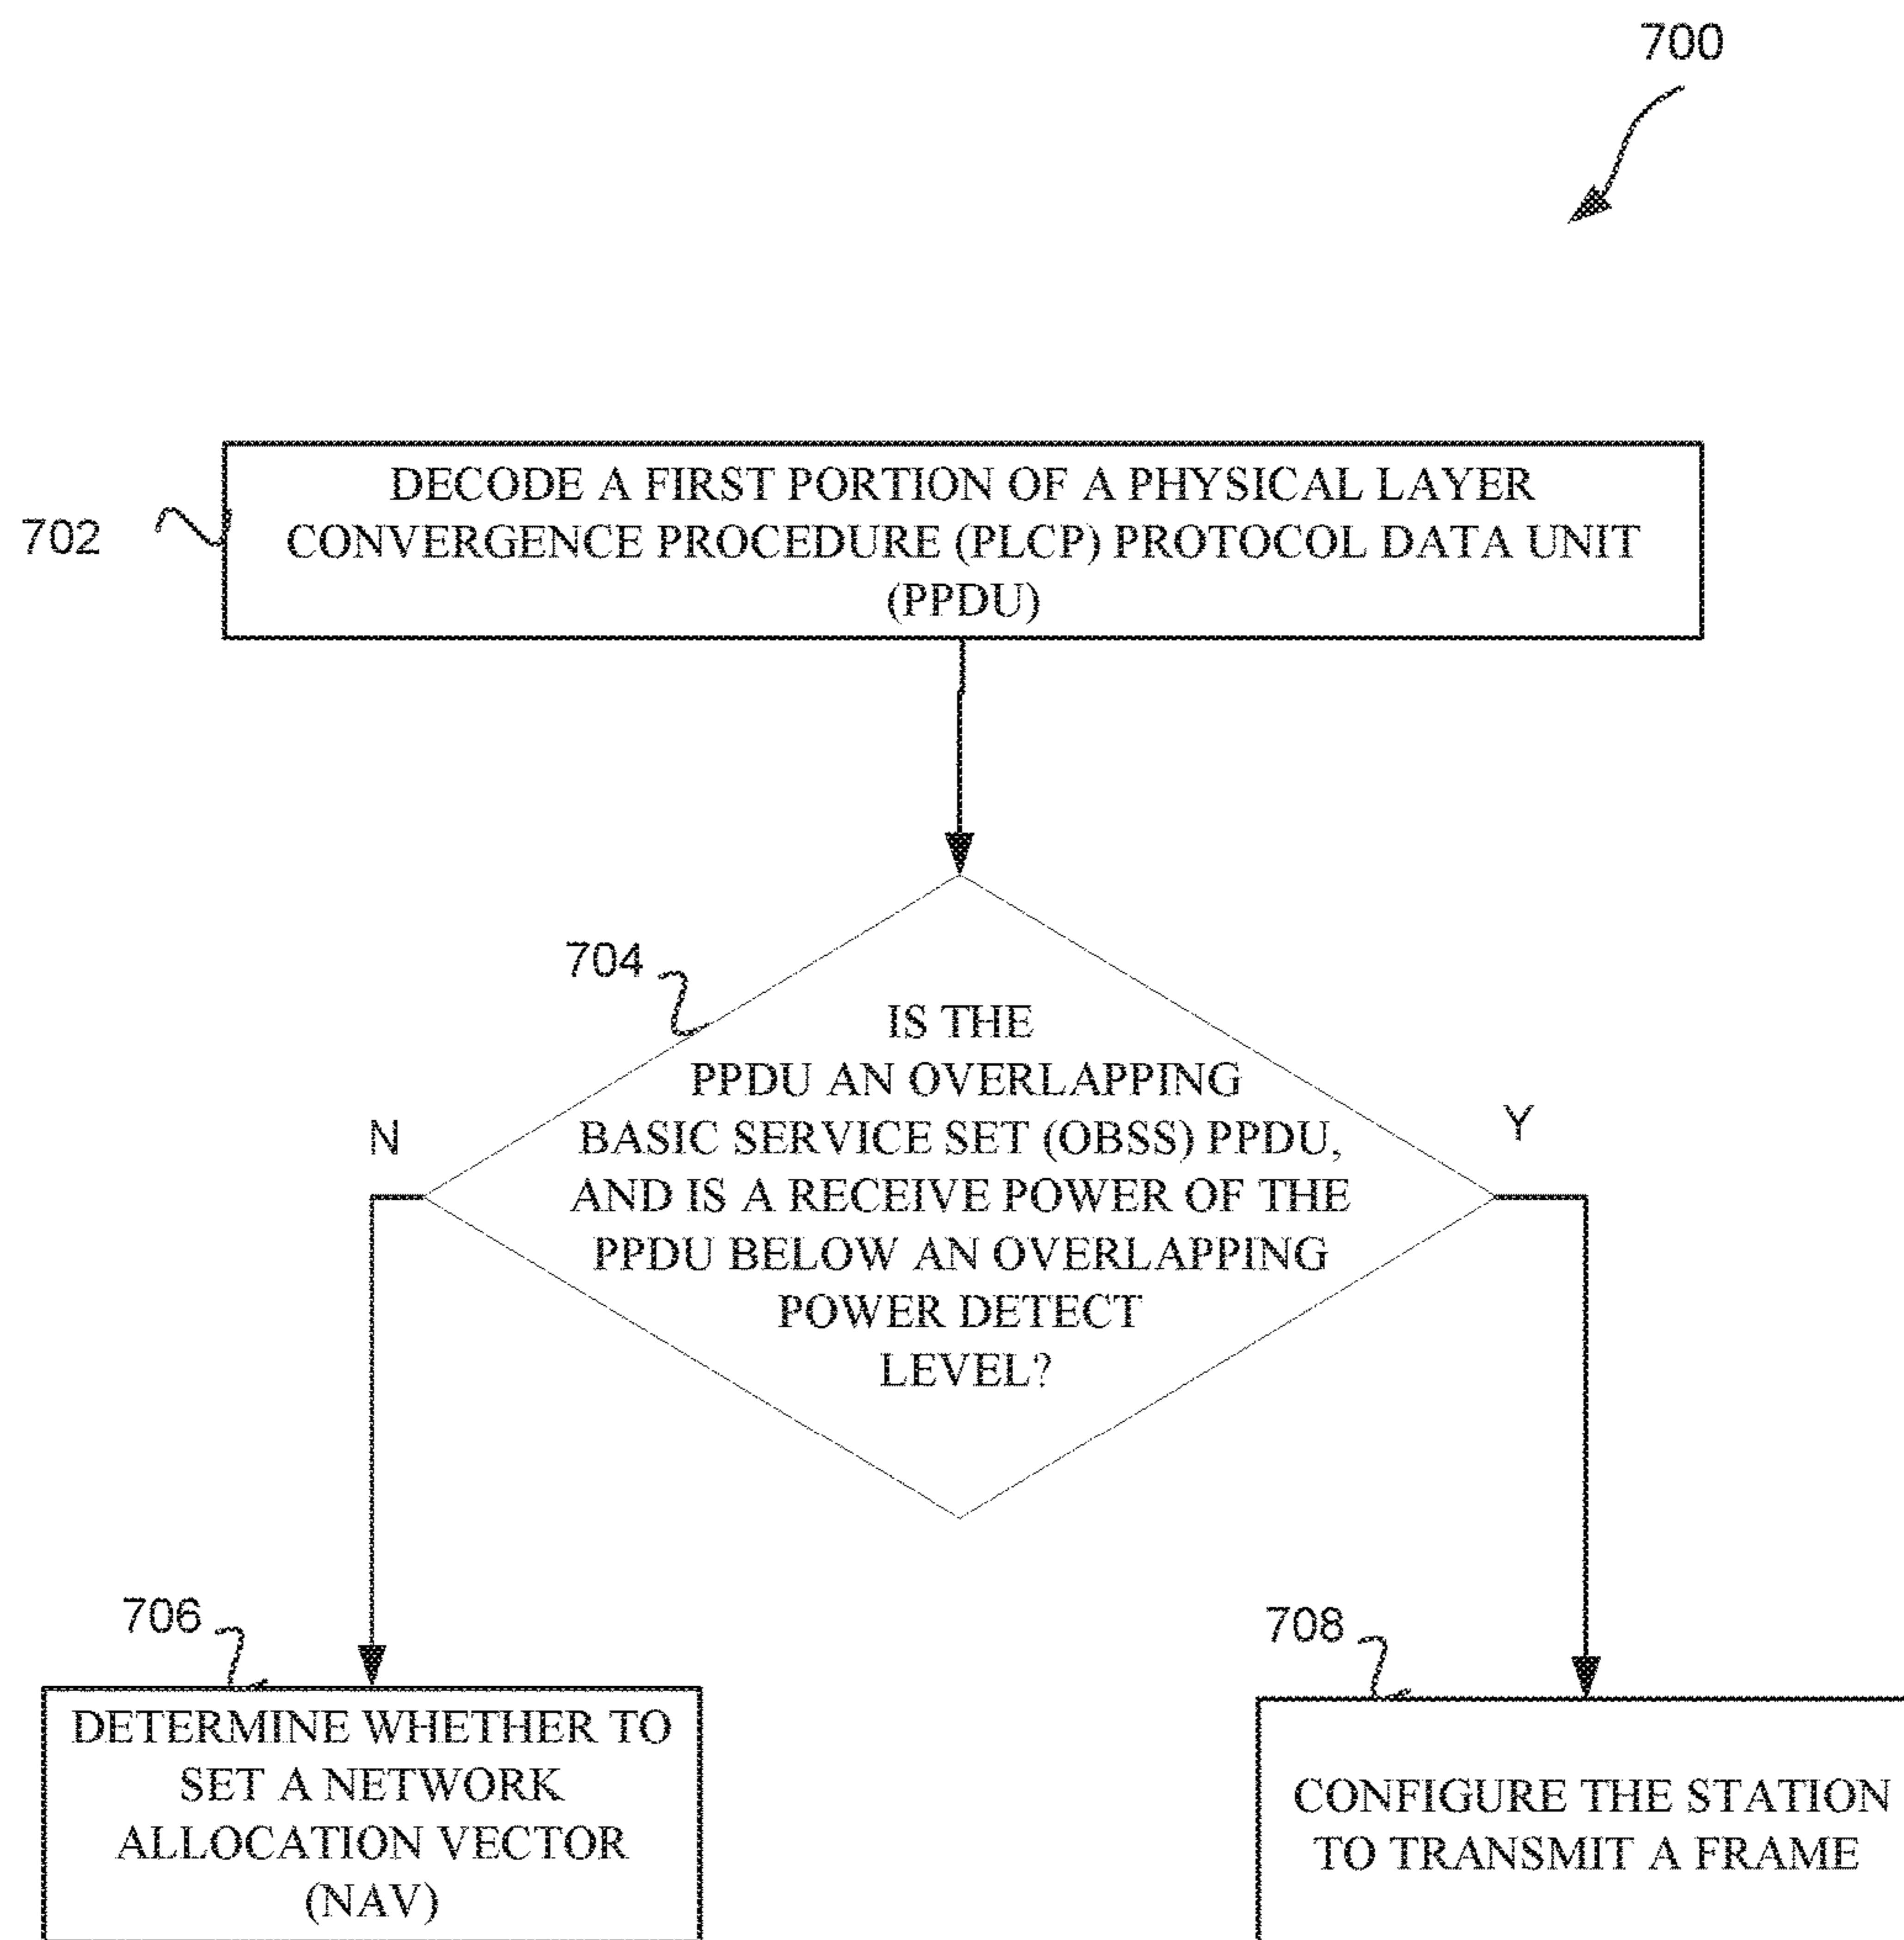 700
702
DECODE A FIRST PORTION OF A PHYSICAL LAYER
CONVERGENCE PROCEDURE (PLCP) PROTOCOL DATA UNIT
(PPDU)
704
IS THE
PPDU AN OVERLAPPING
BASIC SERVICE SET (OBSS) PPDU,
AND IS A RECEIVE POWER OF THE
PPDU BELOW AN OVERLAPPING
POWER DETECT
LEVEL?
N
Y
706
DETERMINE WHETHER TO
SET A NETWORK
ALLOCATION VECTOR
(NAV)
708
CONFIGURE THE STATION
TO TRANSMIT A FRAME